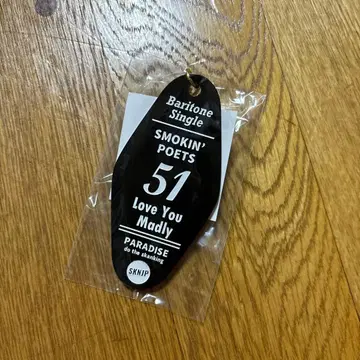 Baritone
Single
SMOKIN'
POETS
51
Love You
Madly
PARADISE
do the skanking
SKNIP